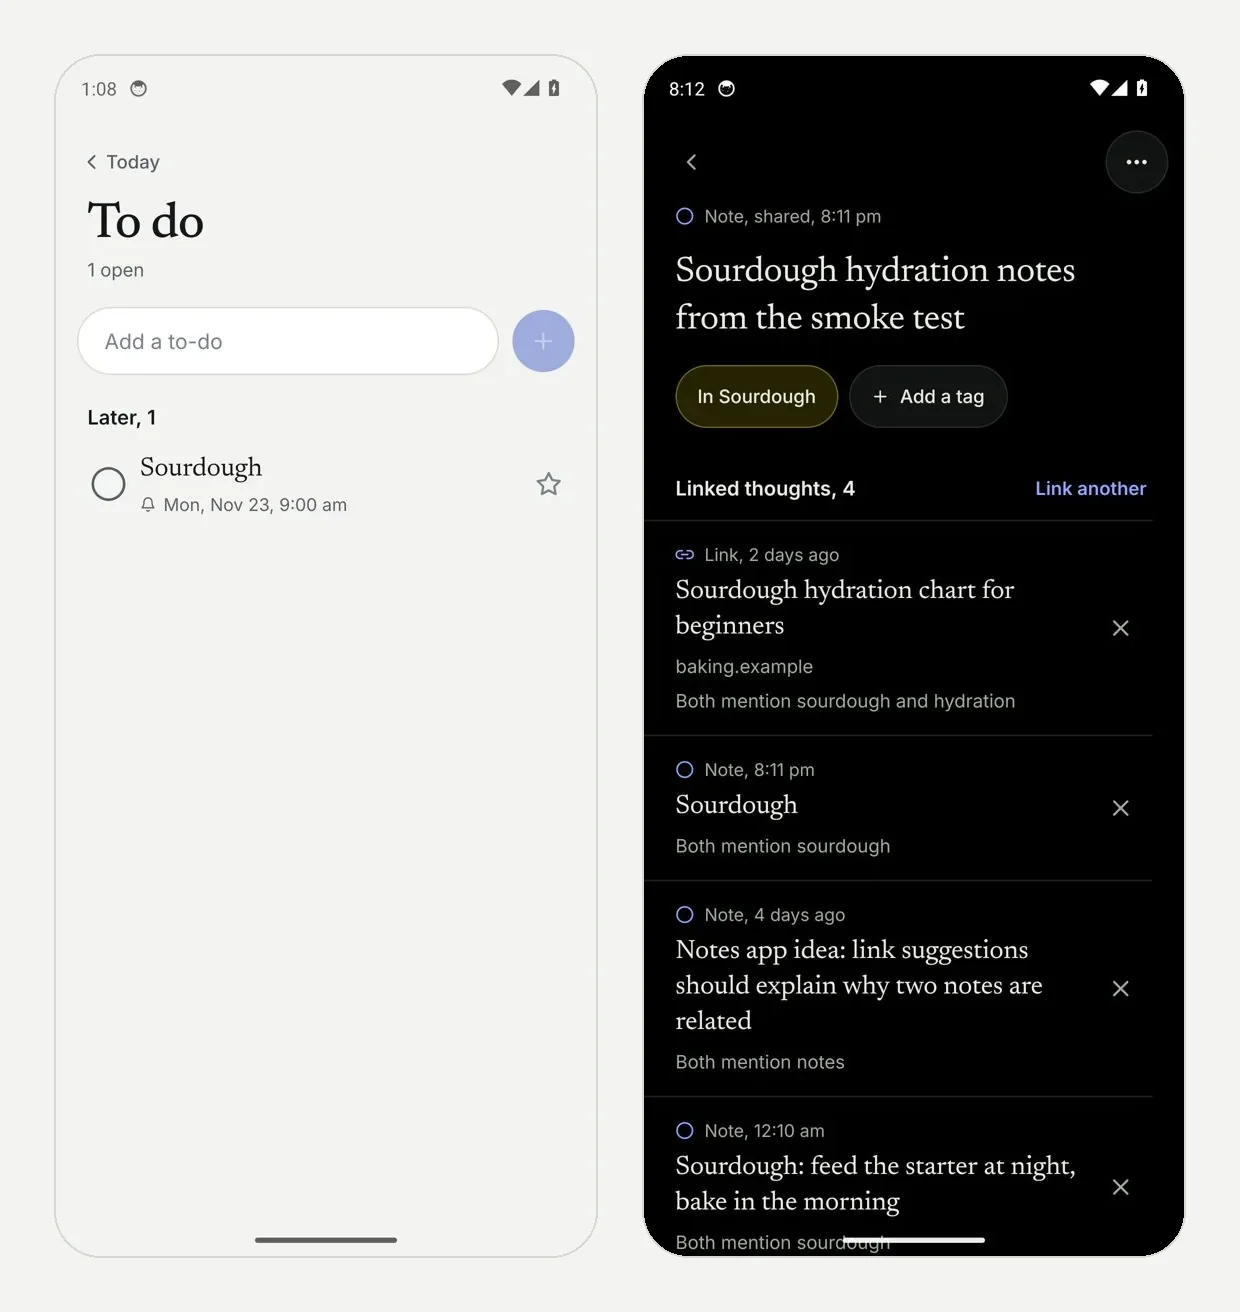 1:08
Today
To do
1 open
Add a to-do
Later, 1
Sourdough
Mon, Nov 23, 9:00 am
8:12
Note, shared, 8:11 pm
Sourdough hydration notes
from the smoke test
In Sourdough
+ Add a tag
Linked thoughts, 4
Link another
Link, 2 days ago
Sourdough hydration chart for
beginners
baking.example
Both mention sourdough and hydration
Note, 8:11 pm
Sourdough
Both mention sourdough
Note, 4 days ago
Notes app idea: link suggestions
should explain why two notes are
related
Both mention notes
Note, 12:10 am
Sourdough: feed the starter at night,
bake in the morning
Both mention sourdough